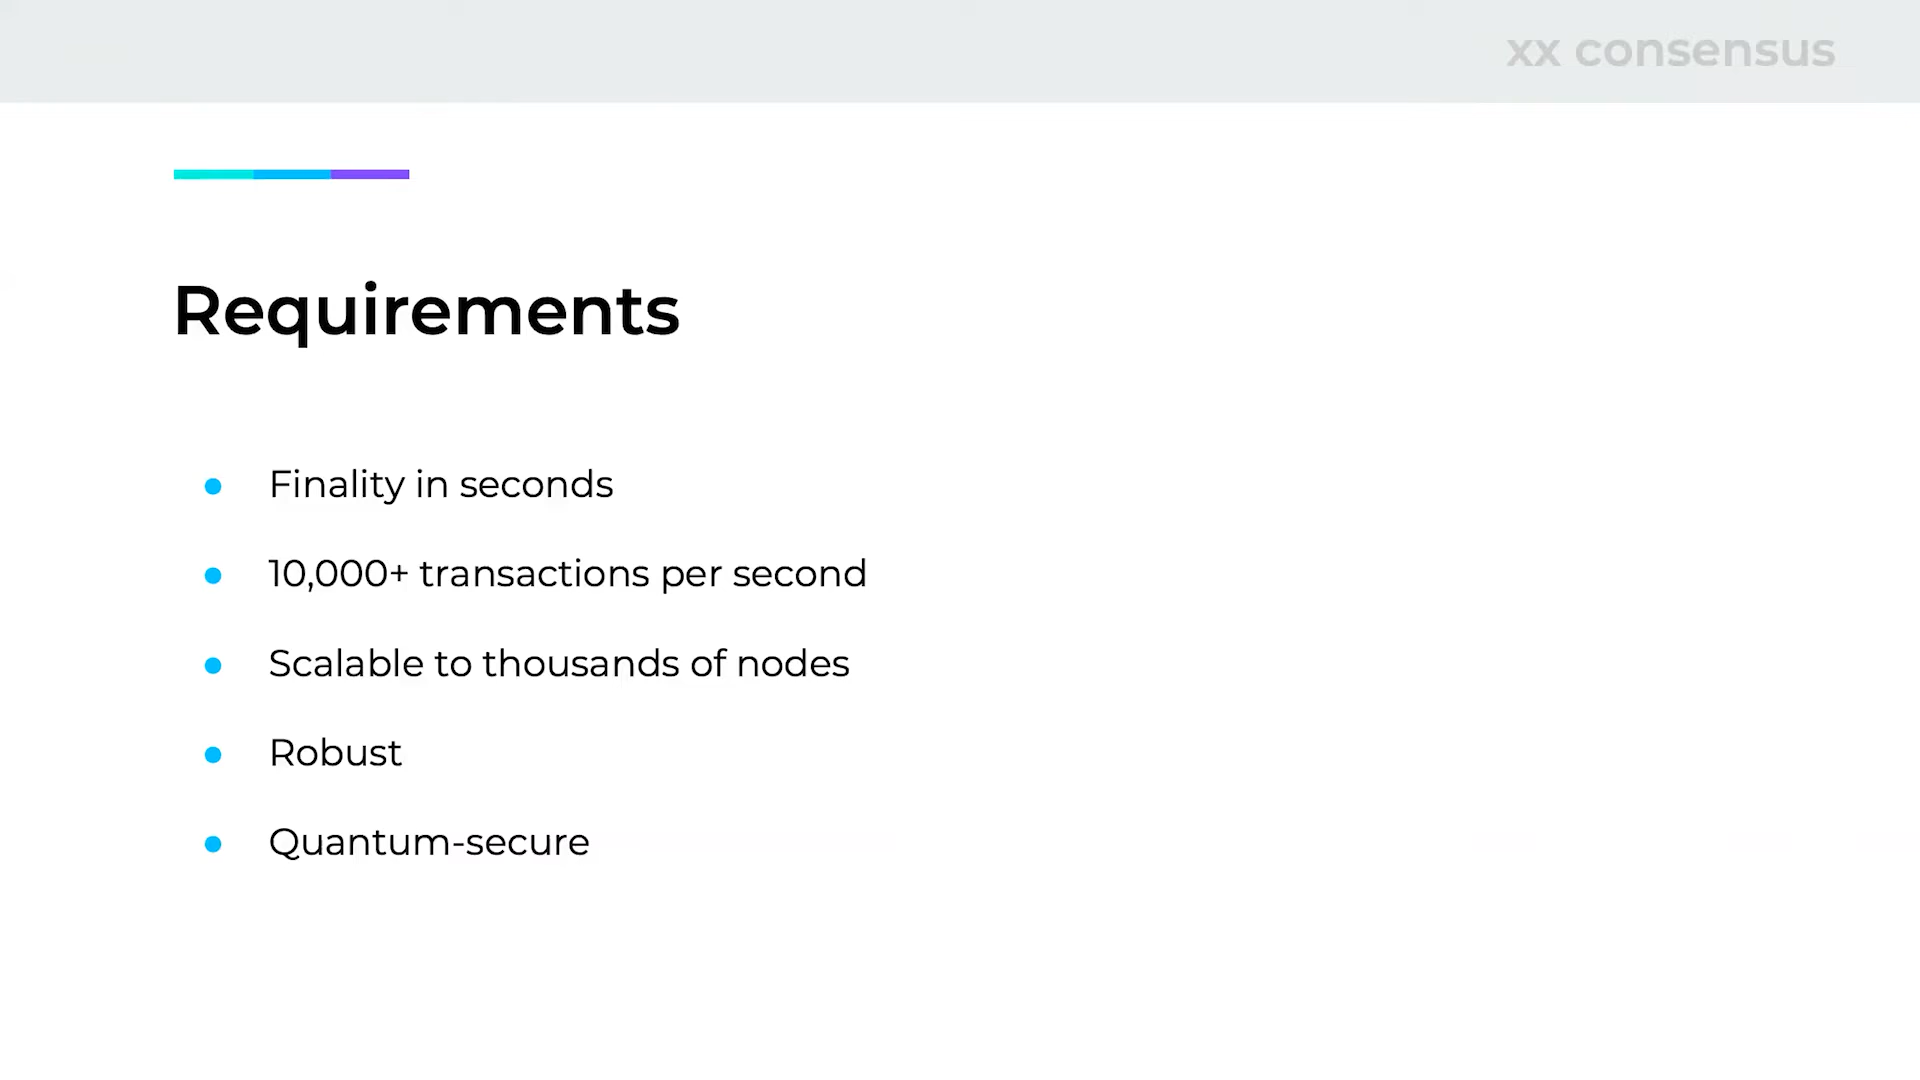 xx consensus
Requirements
● Finality in seconds
● 10,000+ transactions per second
● Scalable to thousands of nodes
● Robust
● Quantum-secure